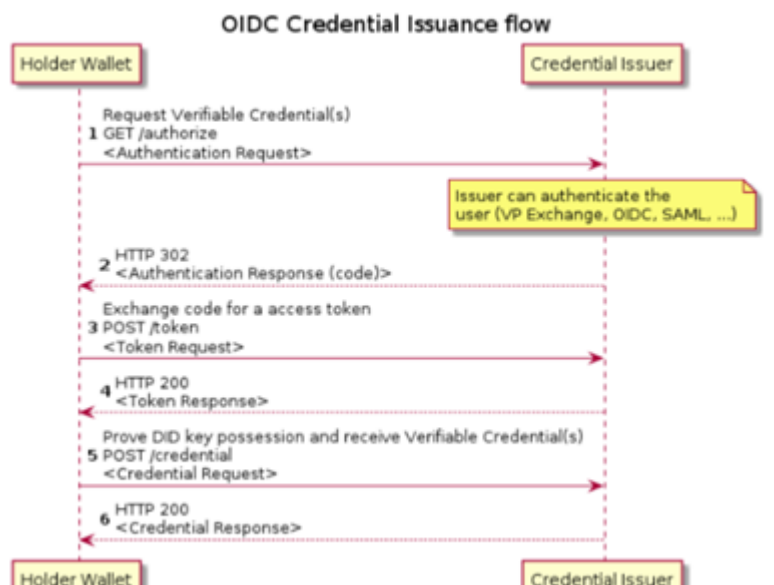 OIDC Credential Issuance flow
Holder Wallet
Credential Issuer
Request Verifiable Credential(s)
1 GET /authorize
<Authentication Request>
Issuer can authenticate the
user (VP Exchange, OIDC, SAML, ...)
HTTP 302
2
<Authentication Response (code)>
Exchange code for a access token
3 POST /token
<Token Request>
HTTP 200
4
<Token Response>
Prove DID key possession and receive Verifiable Credential(s)
5 POST /credential
<Credential Request>
HTTP 200
6
<Credential Response>
Holder Wallet
Credential Issuer